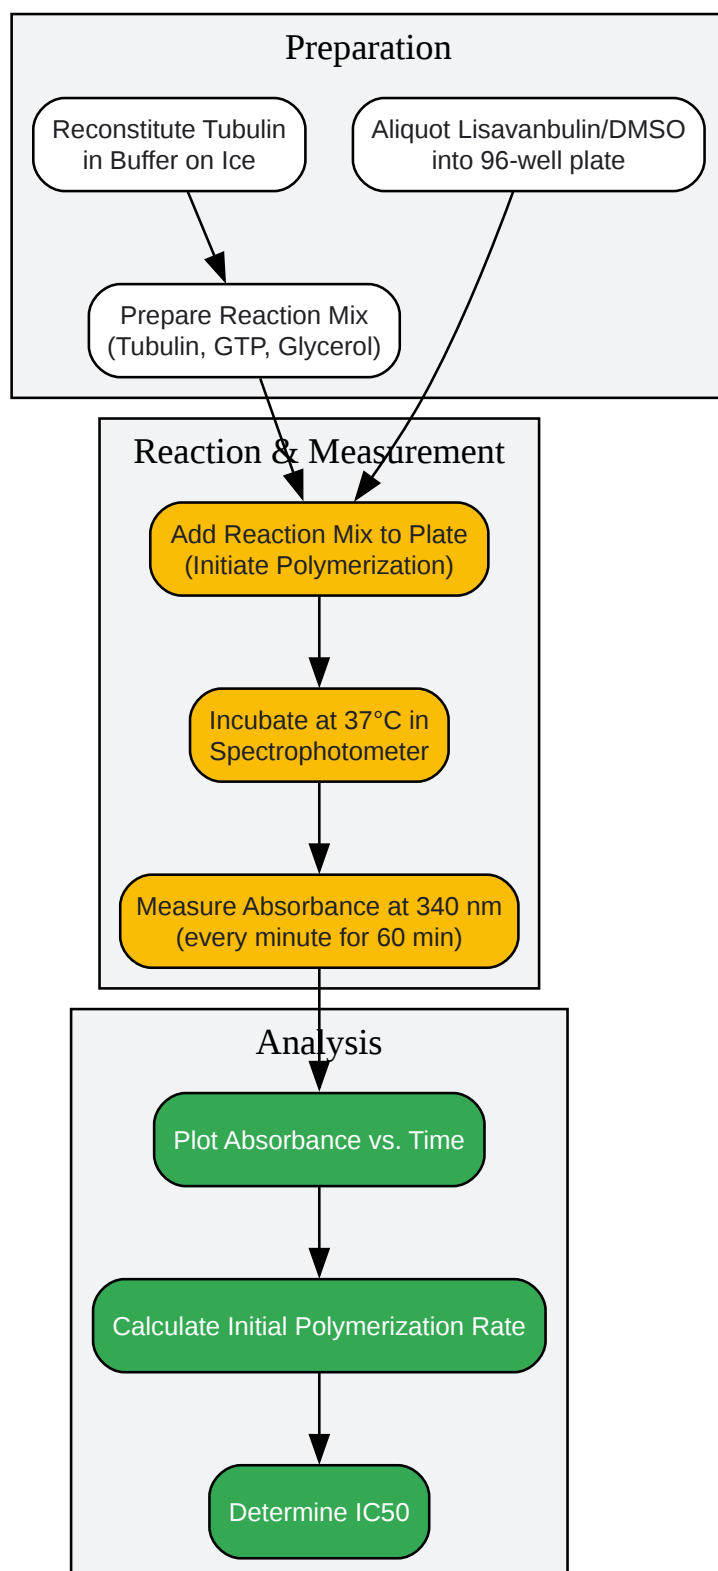 Preparation
Reconstitute Tubulin
in Buffer on Ice
Aliquot Lisavanbulin/DMSO
into 96-well plate
Prepare Reaction Mix
(Tubulin, GTP, Glycerol)
Reaction & Measurement
Add Reaction Mix to Plate
(Initiate Polymerization)
Incubate at 37°C in
Spectrophotometer
Measure Absorbance at 340 nm
(every minute for 60 min)
Analysis
Plot Absorbance vs. Time
Calculate Initial Polymerization Rate
Determine IC50